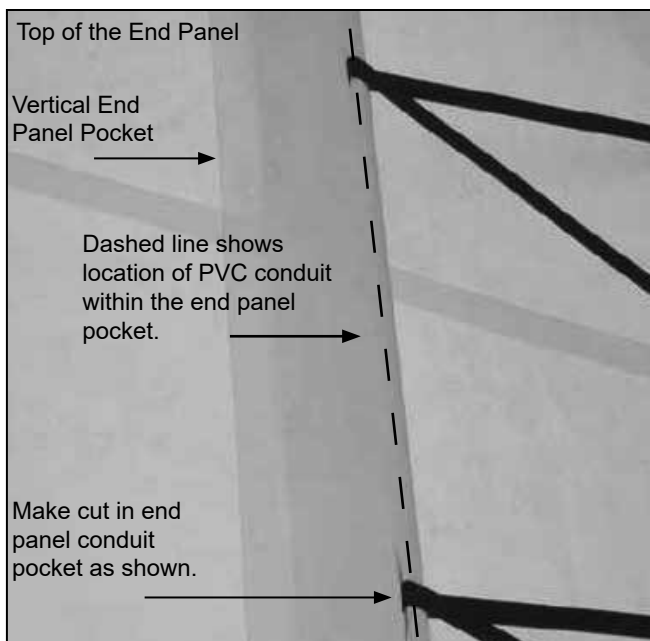 Top of the End Panel
Vertical End
Panel Pocket
Dashed line shows
location of PVC conduit
within the end panel
pocket.
Make cut in end
panel conduit
pocket as shown.